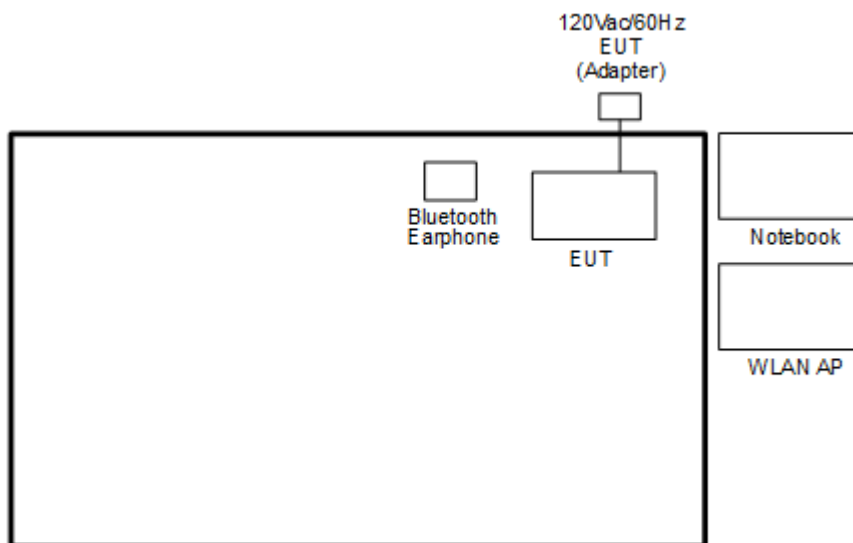 120Vac/60Hz
EUT
(Adapter)
Bluetooth
Earphone
EUT
Notebook
WLAN AP